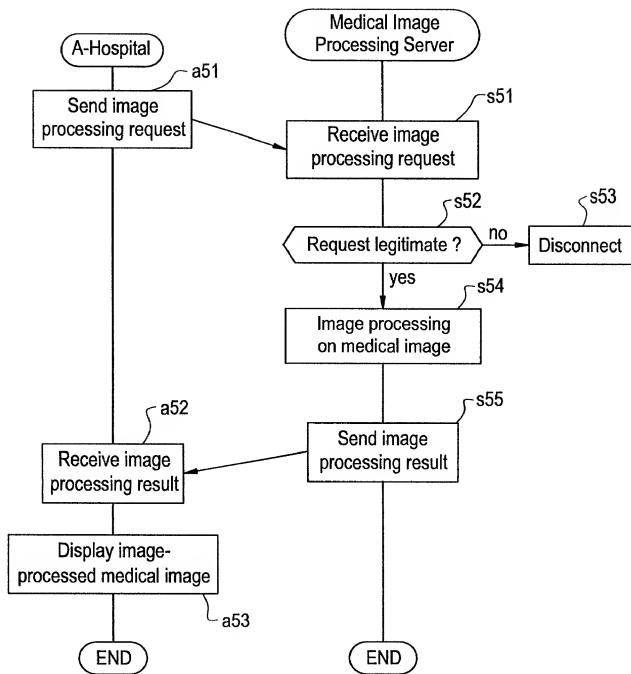 A-Hospital
Medical Image
Processing Server
a51
Send image
processing request
s51
Receive image
processing request
s52
Request legitimate ?
no
s53
Disconnect
yes
s54
Image processing
on medical image
s55
Send image
processing result
a52
Receive image
processing result
Display image-
processed medical image
a53
END
END